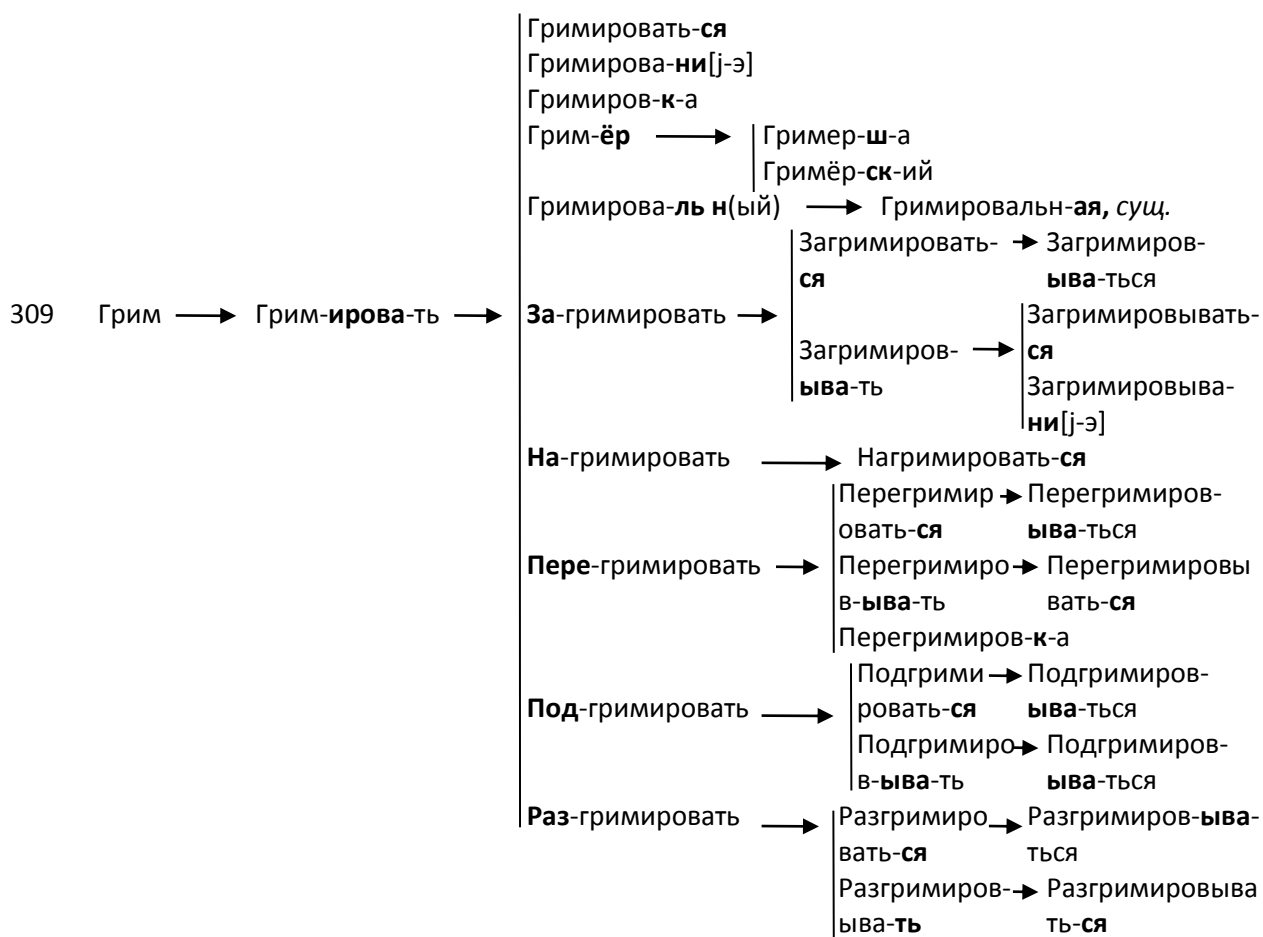 Гримировать-ся
Гримирова-ни[j-э]
Гримиров-к-а
Грим-ёр Гример-ш-а
Гримёр-ск-ий
Гримирова-ль н(ый) Гримировальн-ая, сущ.
Загримировать- Загримиров-
ся ыва-ться
309 Грим Грим-ирова-ть За-гримировать Загримировывать-
Загримиров- ся
ыва-ть Загримировыва-
ни[j-э]
На-гримировать Нагримировать-ся
Перегримир Перегримиров-
овать-ся ыва-ться
Пере-гримировать Перегримиро Перегримировы
в-ыва-ть вать-ся
Перегримиров-к-а
Подгрими Подгримиров-
Под-гримировать ровать-ся ыва-ться
Подгримиро Подгримиров-
в-ыва-ть ыва-ться
Раз-гримировать Разгримиро Разгримиров-ыва-
вать-ся ться
Разгримиров- Разгримировыва
ыва-ть ть-ся